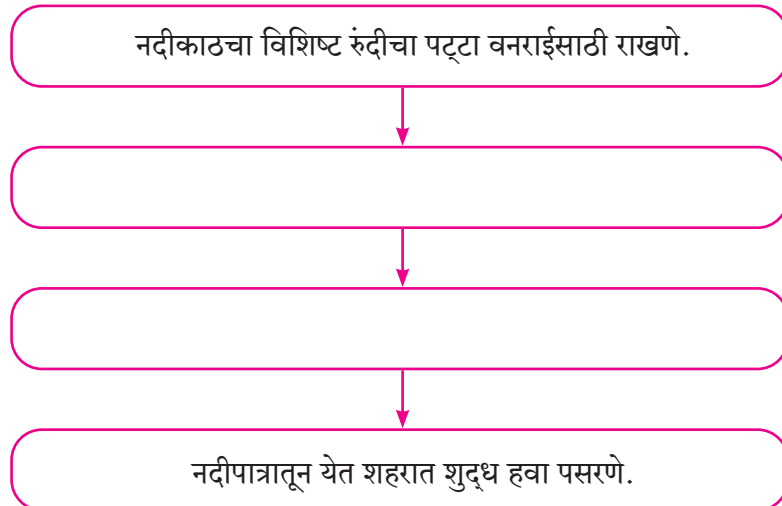 नदीकाठचा विशिष्ट रुंदीचा पट्टा वनराईसाठी राखणे.
नदीपात्रातून येत शहरात शुद्ध हवा पसरणे.